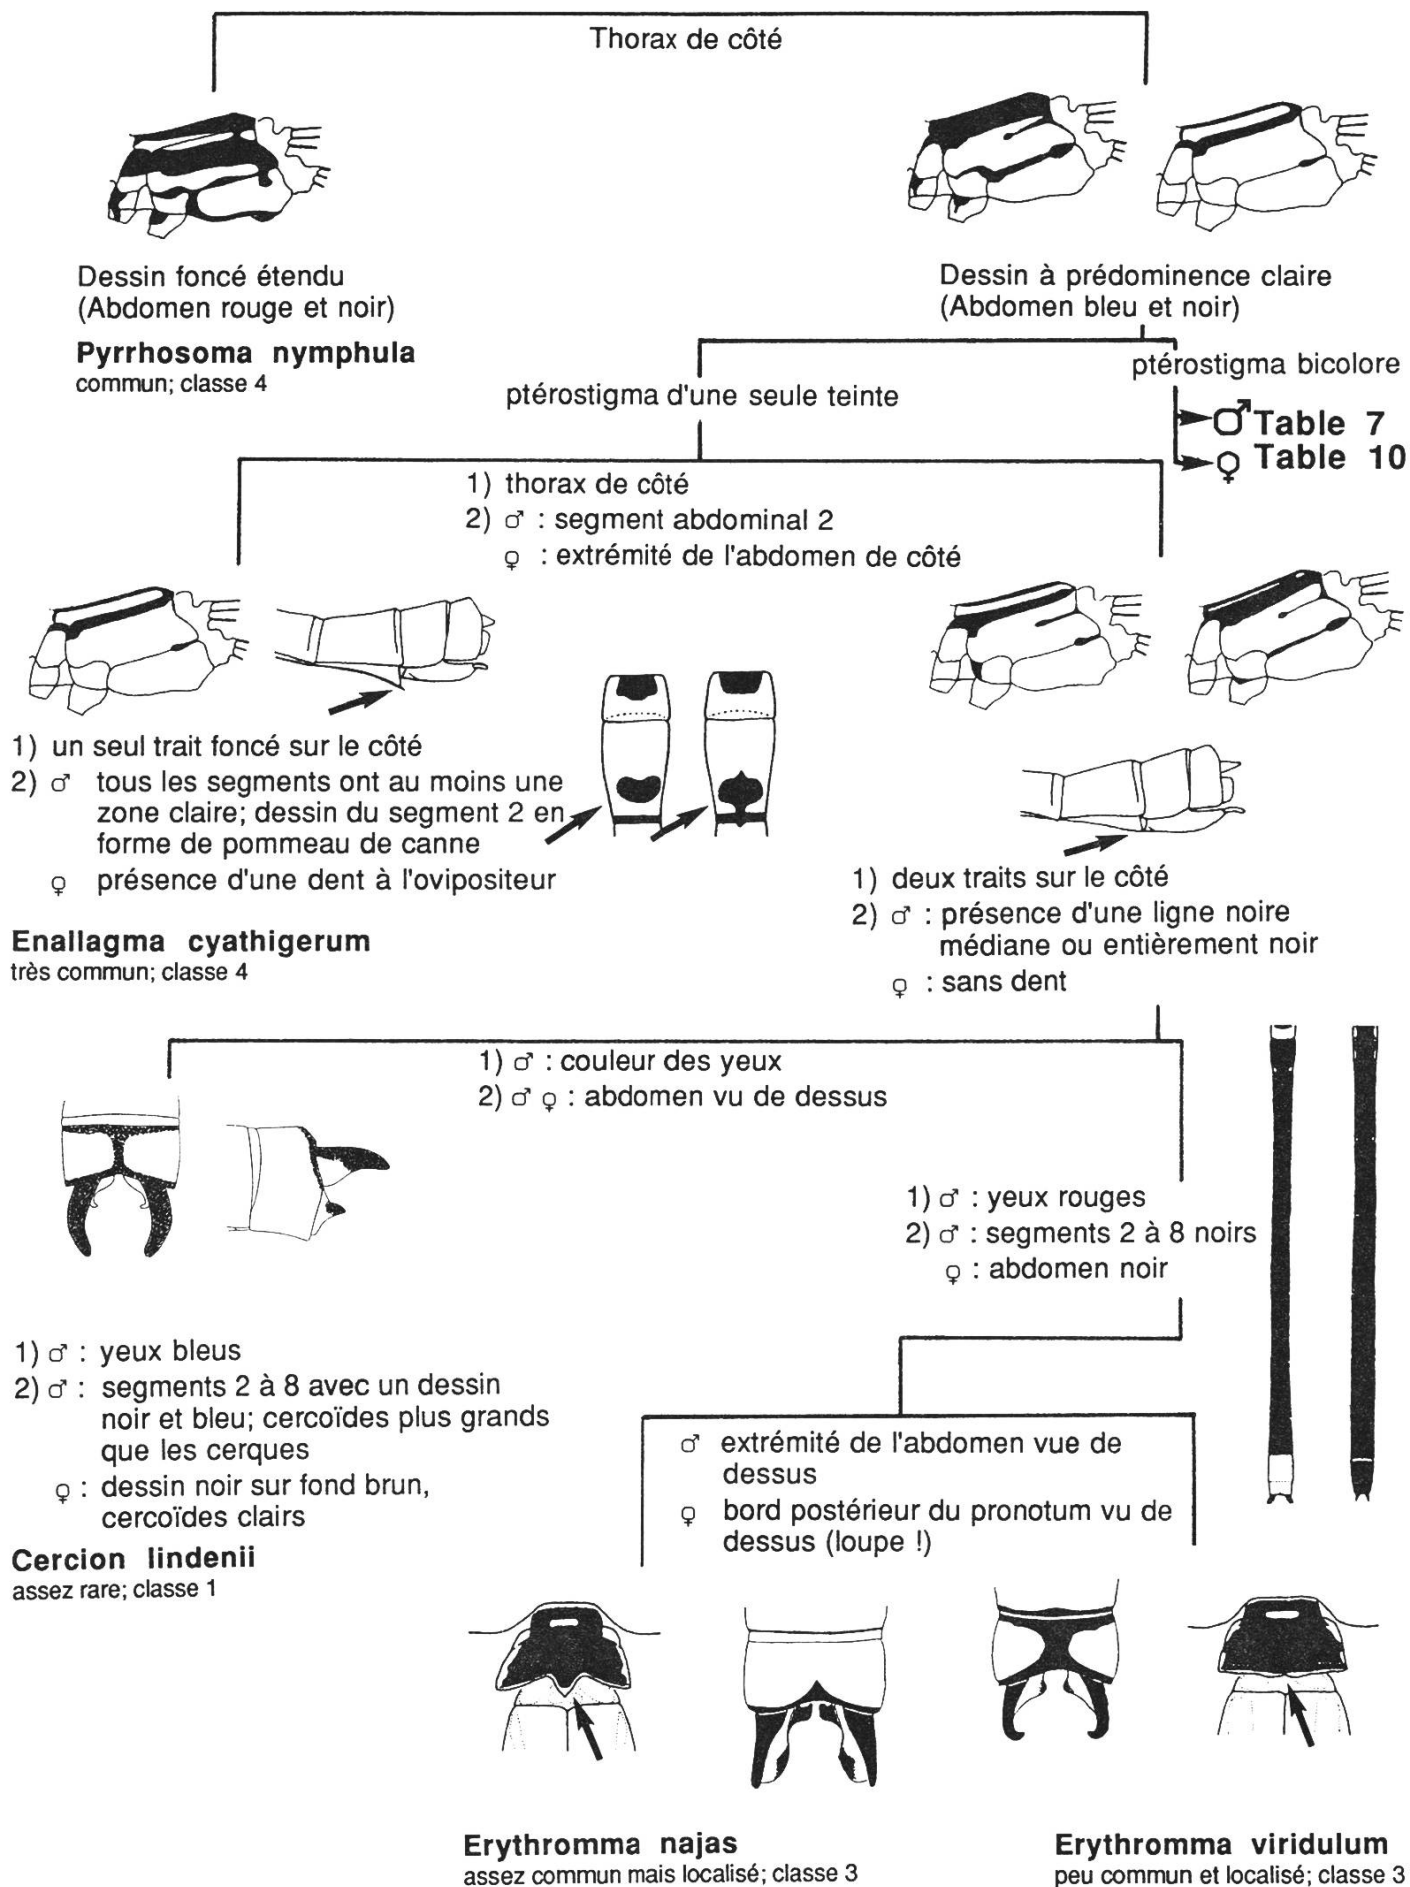 Thorax de côté
Dessin foncé étendu
(Abdomen rouge et noir)
Pyrrhosoma nymphula
commun; classe 4
Dessin à prédominence claire
(Abdomen bleu et noir)
ptérostigma d'une seule teinte
ptérostigma bicolore
♂ Table 7
♀ Table 10
1) thorax de côté
2) ♂ : segment abdominal 2
♀ : extrémité de l'abdomen de côté
1) un seul trait foncé sur le côté
2) ♂ tous les segments ont au moins une
zone claire; dessin du segment 2 en
forme de pommeau de canne
♀ présence d'une dent à l'ovipositeur
Enallagma cyathigerum
très commun; classe 4
1) deux traits sur le côté
2) ♂ : présence d'une ligne noire
médiane ou entièrement noir
♀ : sans dent
1) ♂ : couleur des yeux
2) ♂ ♀ : abdomen vu de dessus
1) ♂ : yeux rouges
2) ♂ : segments 2 à 8 noirs
♀ : abdomen noir
1) ♂ : yeux bleus
2) ♂ : segments 2 à 8 avec un dessin
noir et bleu; cercoïdes plus grands
que les cerques
♀ : dessin noir sur fond brun,
cercoïdes clairs
Cercion lindenii
assez rare; classe 1
♂ extrémité de l'abdomen vue de
dessus
♀ bord postérieur du pronotum vu de
dessus (loupe !)
Erythromma najas
assez commun mais localisé; classe 3
Erythromma viridulum
peu commun et localisé; classe 3